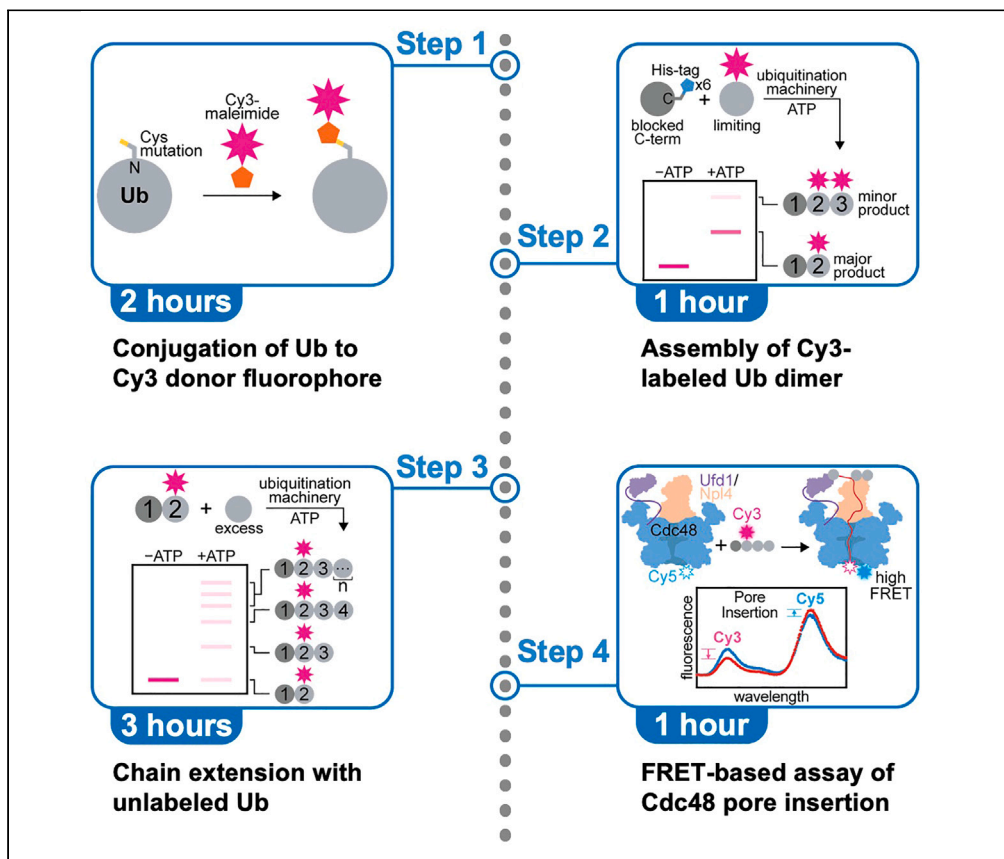 Step 1
Cys
mutation
N
Ub
Cy3-
maleimide
2 hours
Conjugation of Ub to
Cy3 donor fluorophore
Step 2
His-tag
x6
C
+
blocked
C-term
limiting
ubiquitination
machinery
ATP
−ATP +ATP
1 2 3
minor
product
1 2
major
product
1 hour
Assembly of Cy3-
labeled Ub dimer
Step 3
1 2
+
excess
ubiquitination
machinery
ATP
−ATP +ATP
1 2 3 ...
n
1 2 3 4
1 2 3
1 2
3 hours
Chain extension with
unlabeled Ub
Step 4
Ufd1/
Npl4
Cdc48
Cy3
+
Cy5
high
FRET
Pore
Insertion
Cy3
Cy5
fluorescence
wavelength
1 hour
FRET-based assay of
Cdc48 pore insertion